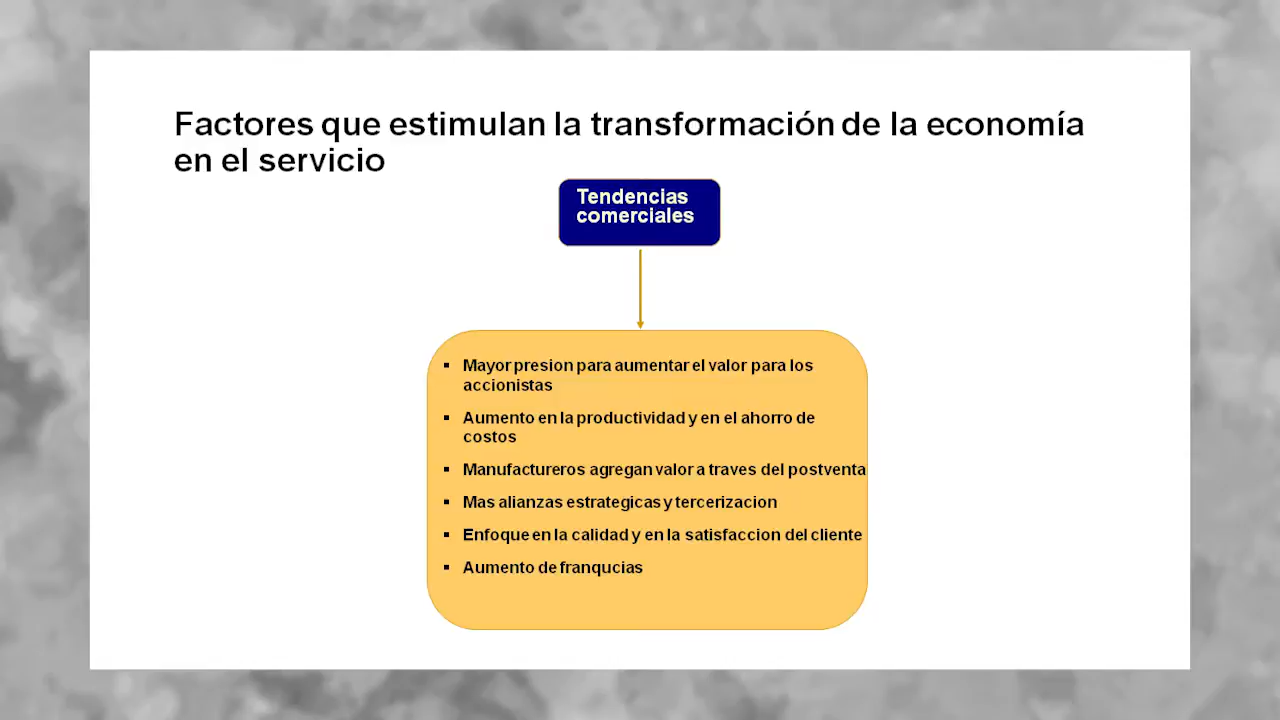 Factores que estimulan la transformación de la economía
en el servicio
Tendencias
comerciales
▪ Mayor presion para aumentar el valor para los
accionistas
▪ Aumento en la productividad y en el ahorro de
costos
▪ Manufactureros agregan valor a traves del postventa
▪ Mas alianzas estrategicas y tercerizacion
▪ Enfoque en la calidad y en la satisfaccion del cliente
▪ Aumento de franqucias